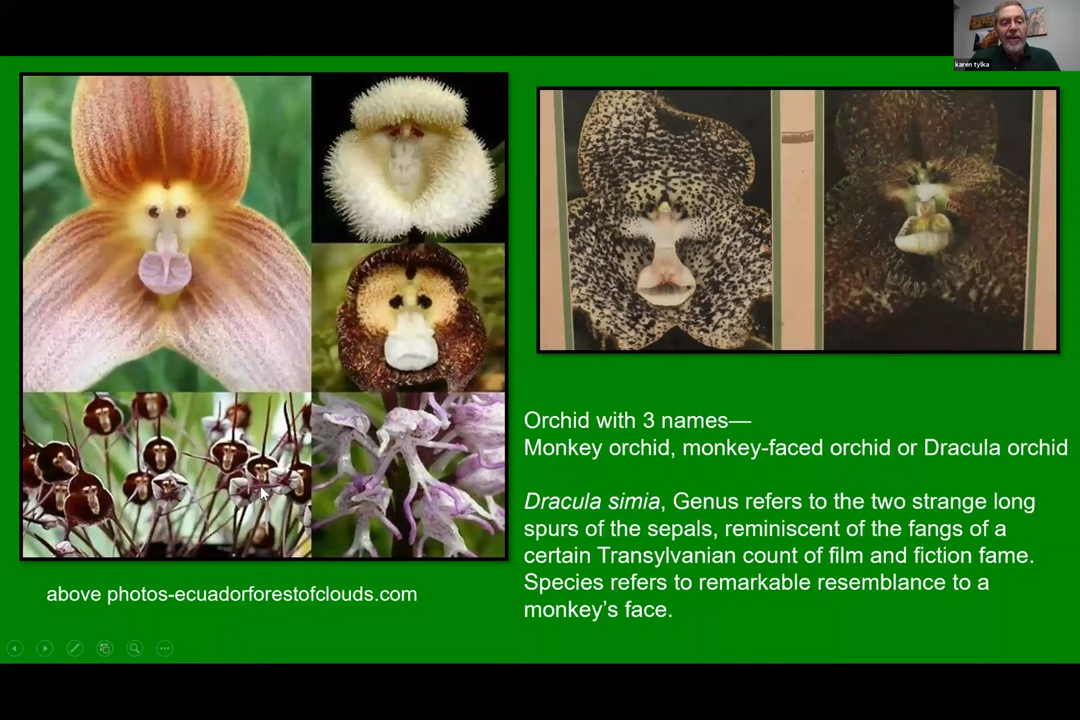 karen tylka
Orchid with 3 names—
Monkey orchid, monkey-faced orchid or Dracula orchid
Dracula simia, Genus refers to the two strange long
spurs of the sepals, reminiscent of the fangs of a
certain Transylvanian count of film and fiction fame.
Species refers to remarkable resemblance to a
monkey’s face.
above photos-ecuadorforestofclouds.com